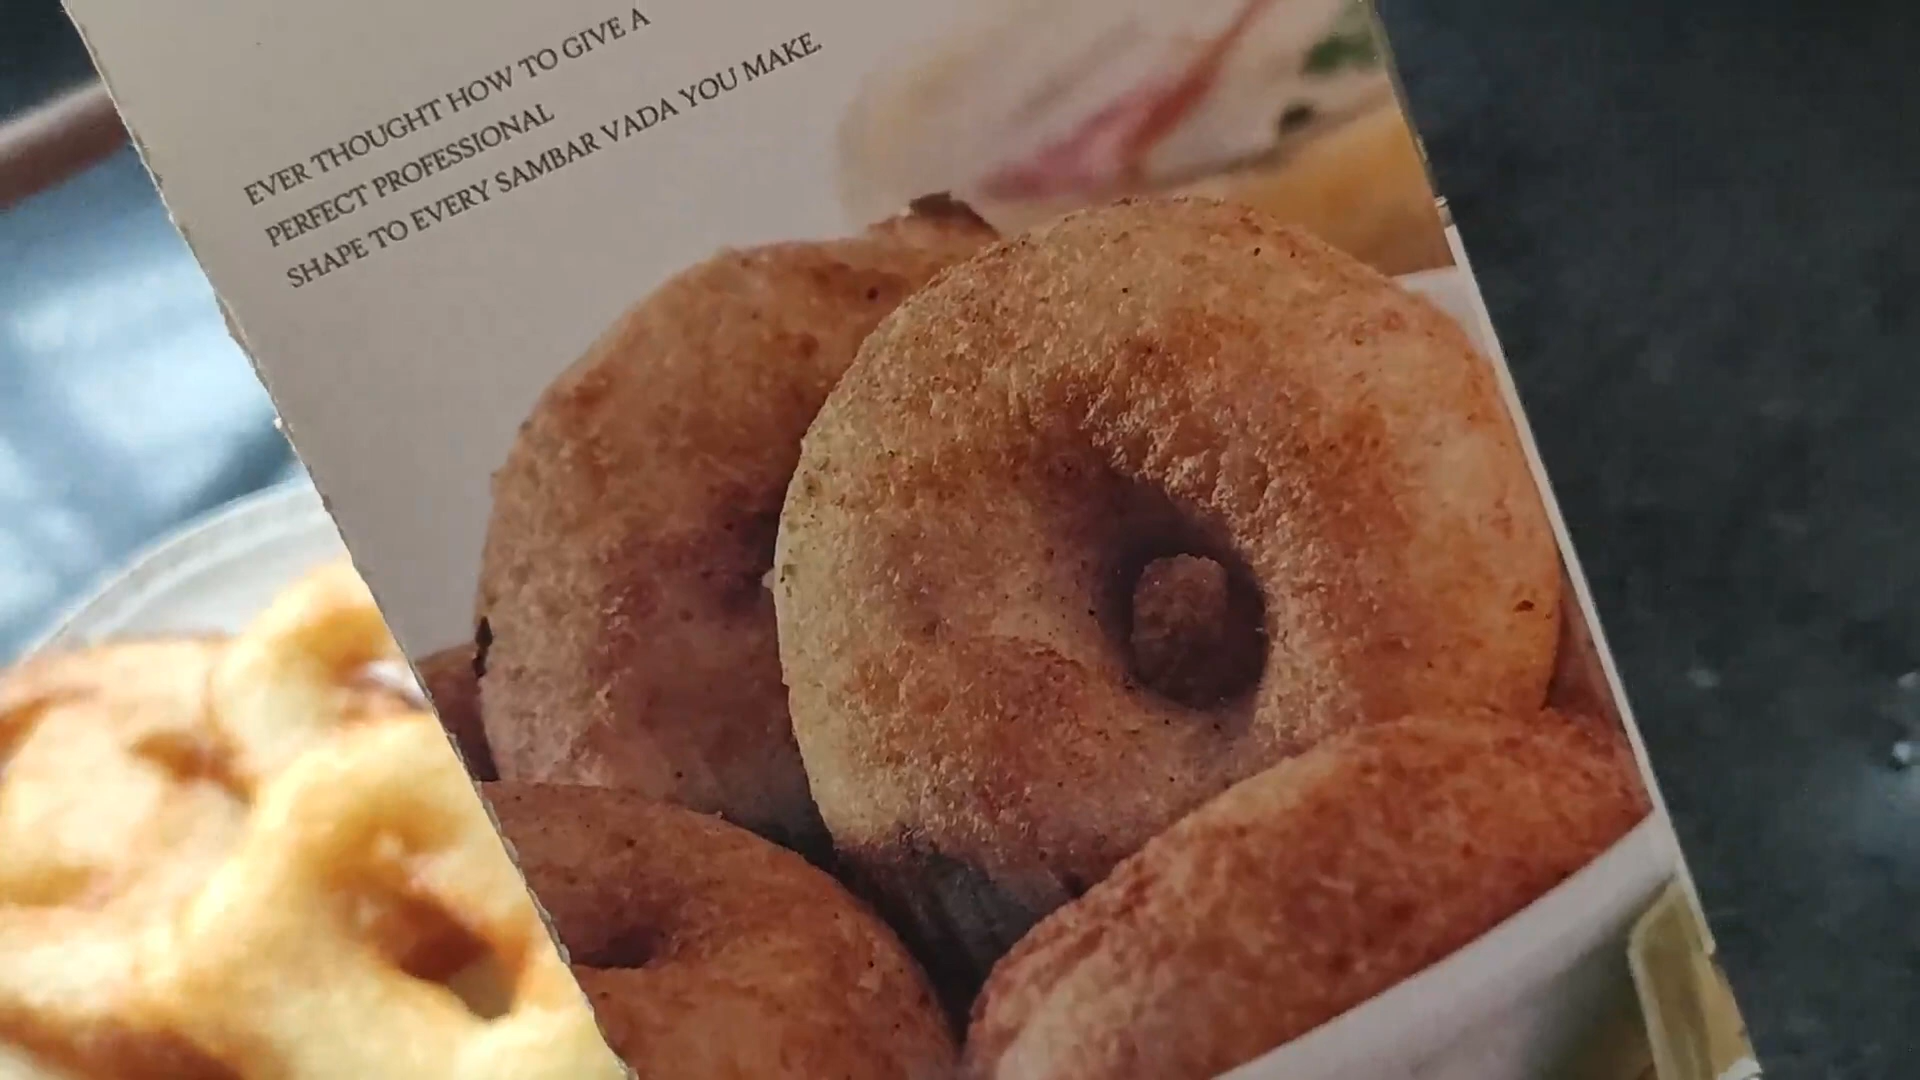 EVER THOUGHT HOW TO GIVE A
PERFECT PROFESSIONAL
SHAPE TO EVERY SAMBAR VADA YOU MAKE.